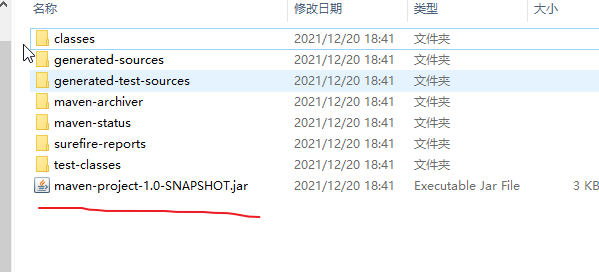 名称 修改日期 类型 大小
classes 2021/12/20 18:41 文件夹
generated-sources 2021/12/20 18:41 文件夹
generated-test-sources 2021/12/20 18:41 文件夹
maven-archiver 2021/12/20 18:41 文件夹
maven-status 2021/12/20 18:41 文件夹
surefire-reports 2021/12/20 18:41 文件夹
test-classes 2021/12/20 18:41 文件夹
maven-project-1.0-SNAPSHOT.jar 2021/12/20 18:41 Executable Jar File 3 KB